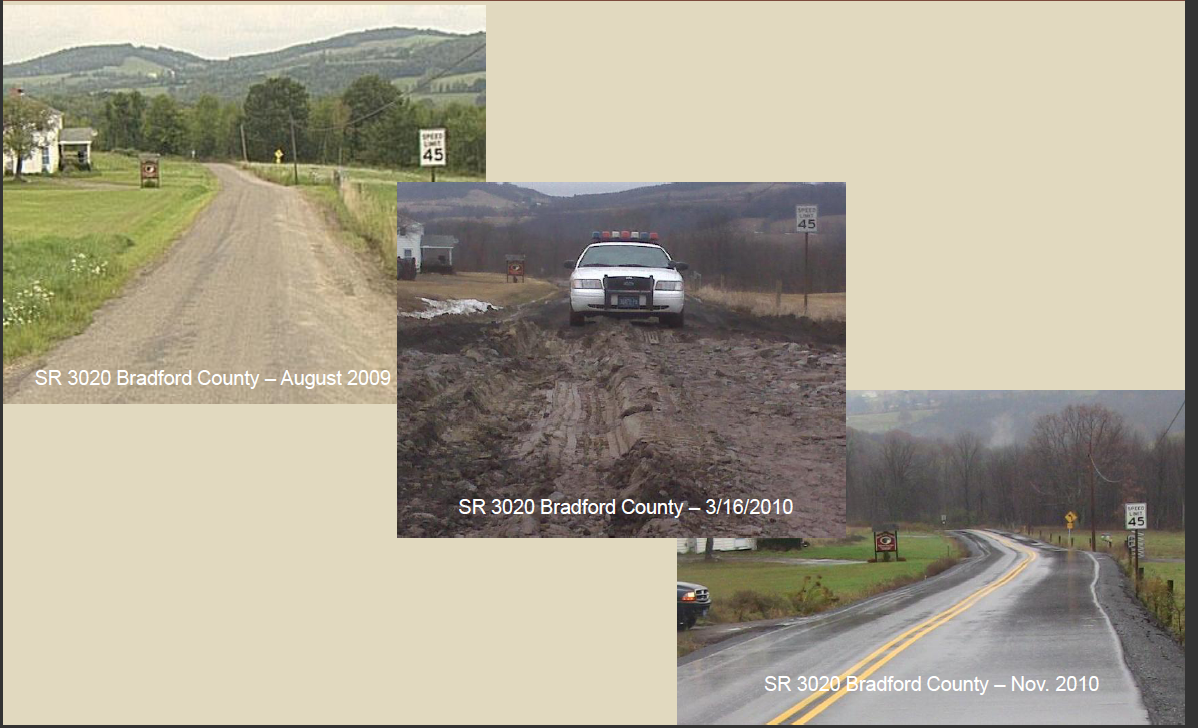 SPEED
LIMIT
45
SR 3020 Bradford County – August 2009
SPEED
LIMIT
45
SR 3020 Bradford County – 3/16/2010
SPEED
LIMIT
45
SR 3020 Bradford County – Nov. 2010